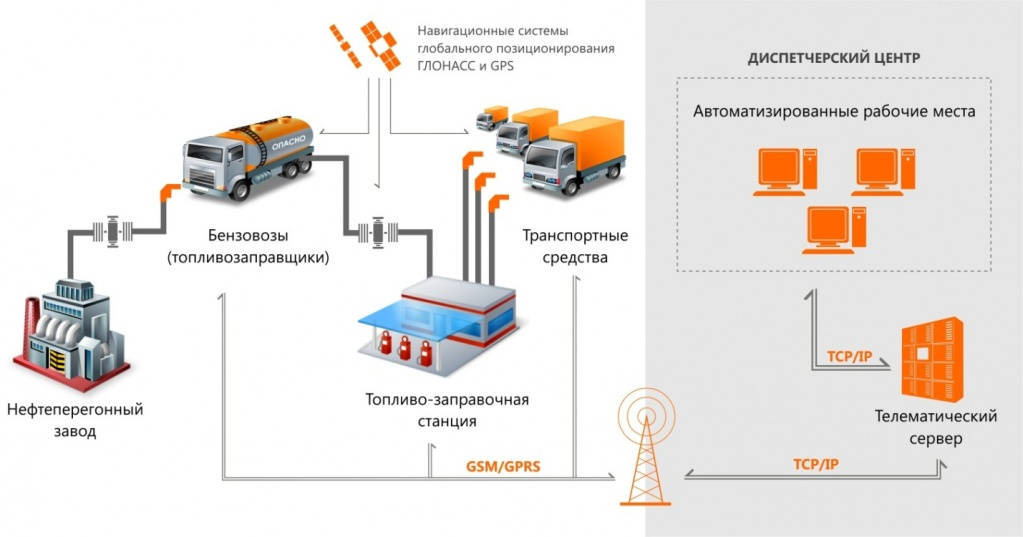 Навигационные системы
глобального позиционирования
ГЛОНАСС и GPS
ДИСПЕТЧЕРСКИЙ ЦЕНТР
Автоматизированные рабочие места
ОПАСНО
Бензовозы
(топливозаправщики)
Транспортные
средства
TCP/IP
Нефтеперегонный
завод
Топливо-заправочная
станция
Телематический
сервер
GSM/GPRS
TCP/IP